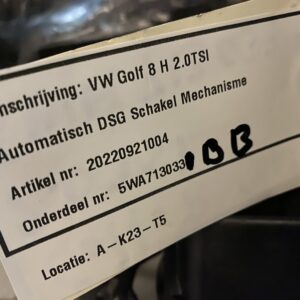 nschrijving: VW Golf 8 H 2.0TSI
Automatisch DSG Schakel Mechanisme
Artikel nr: 20220921004
Onderdeel nr: 5WA713033 BB
Locatie: A-K23-T5